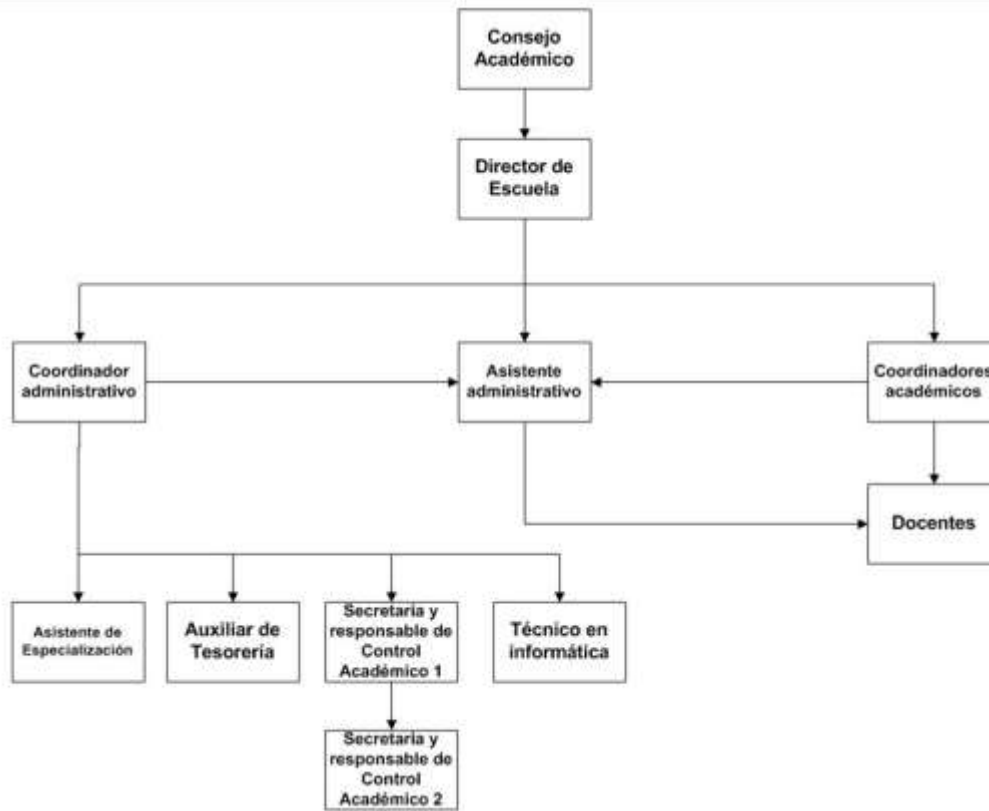 Consejo
Académico
Director de
Escuela
Coordinador
administrativo
Asistente
administrativo
Coordinadores
académicos
Docentes
Asistente de
Especialización
Auxiliar de
Tesorería
Secretaria y
responsable de
Control
Académico 1
Técnico en
informática
Secretaria y
responsable de
Control
Académico 2